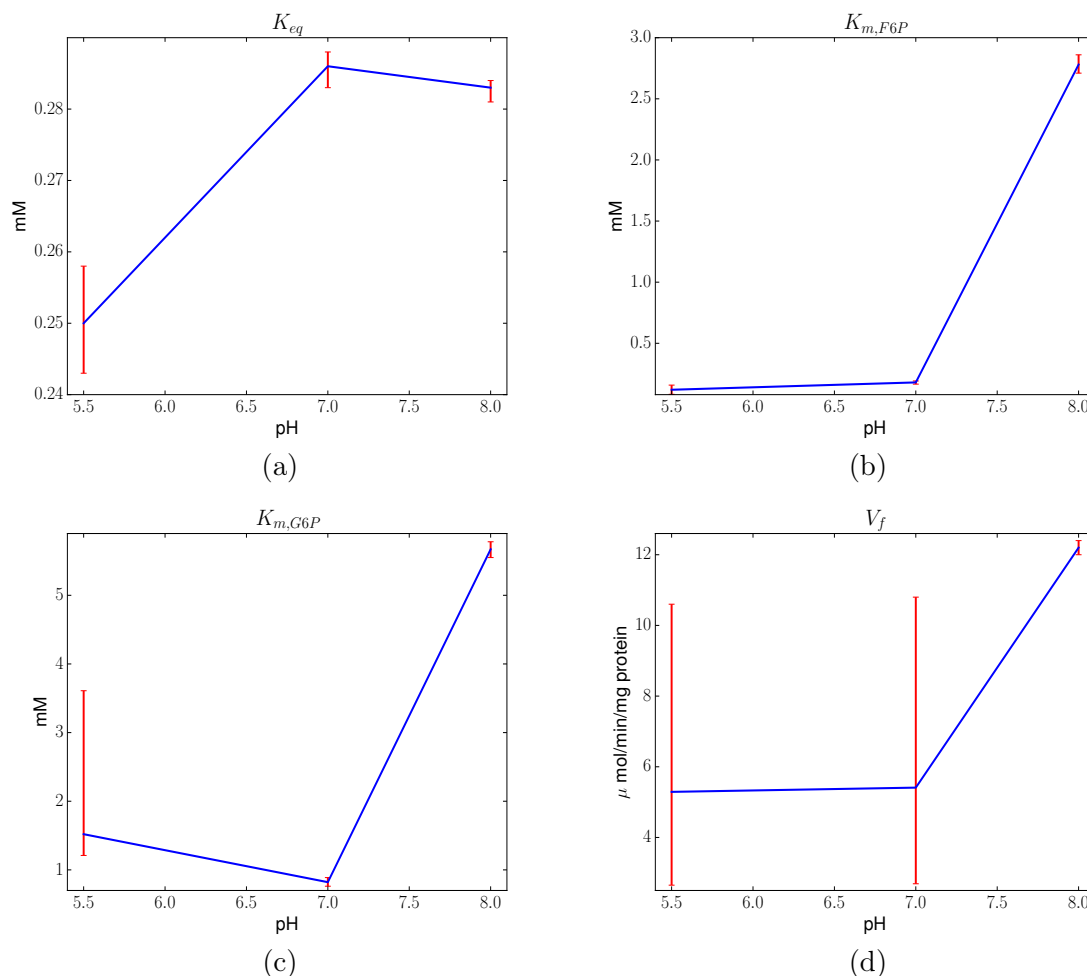 K_{eq}
mM
0.28
0.27
0.26
0.25
0.24
5.5 6.0 6.5 7.0 7.5 8.0
pH
(a)
K_{m,F6P}
mM
3.0
2.5
2.0
1.5
1.0
0.5
5.5 6.0 6.5 7.0 7.5 8.0
pH
(b)
K_{m,G6P}
mM
5
4
3
2
1
5.5 6.0 6.5 7.0 7.5 8.0
pH
(c)
V_f
μ mol/min/mg protein
12
10
8
6
4
5.5 6.0 6.5 7.0 7.5 8.0
pH
(d)